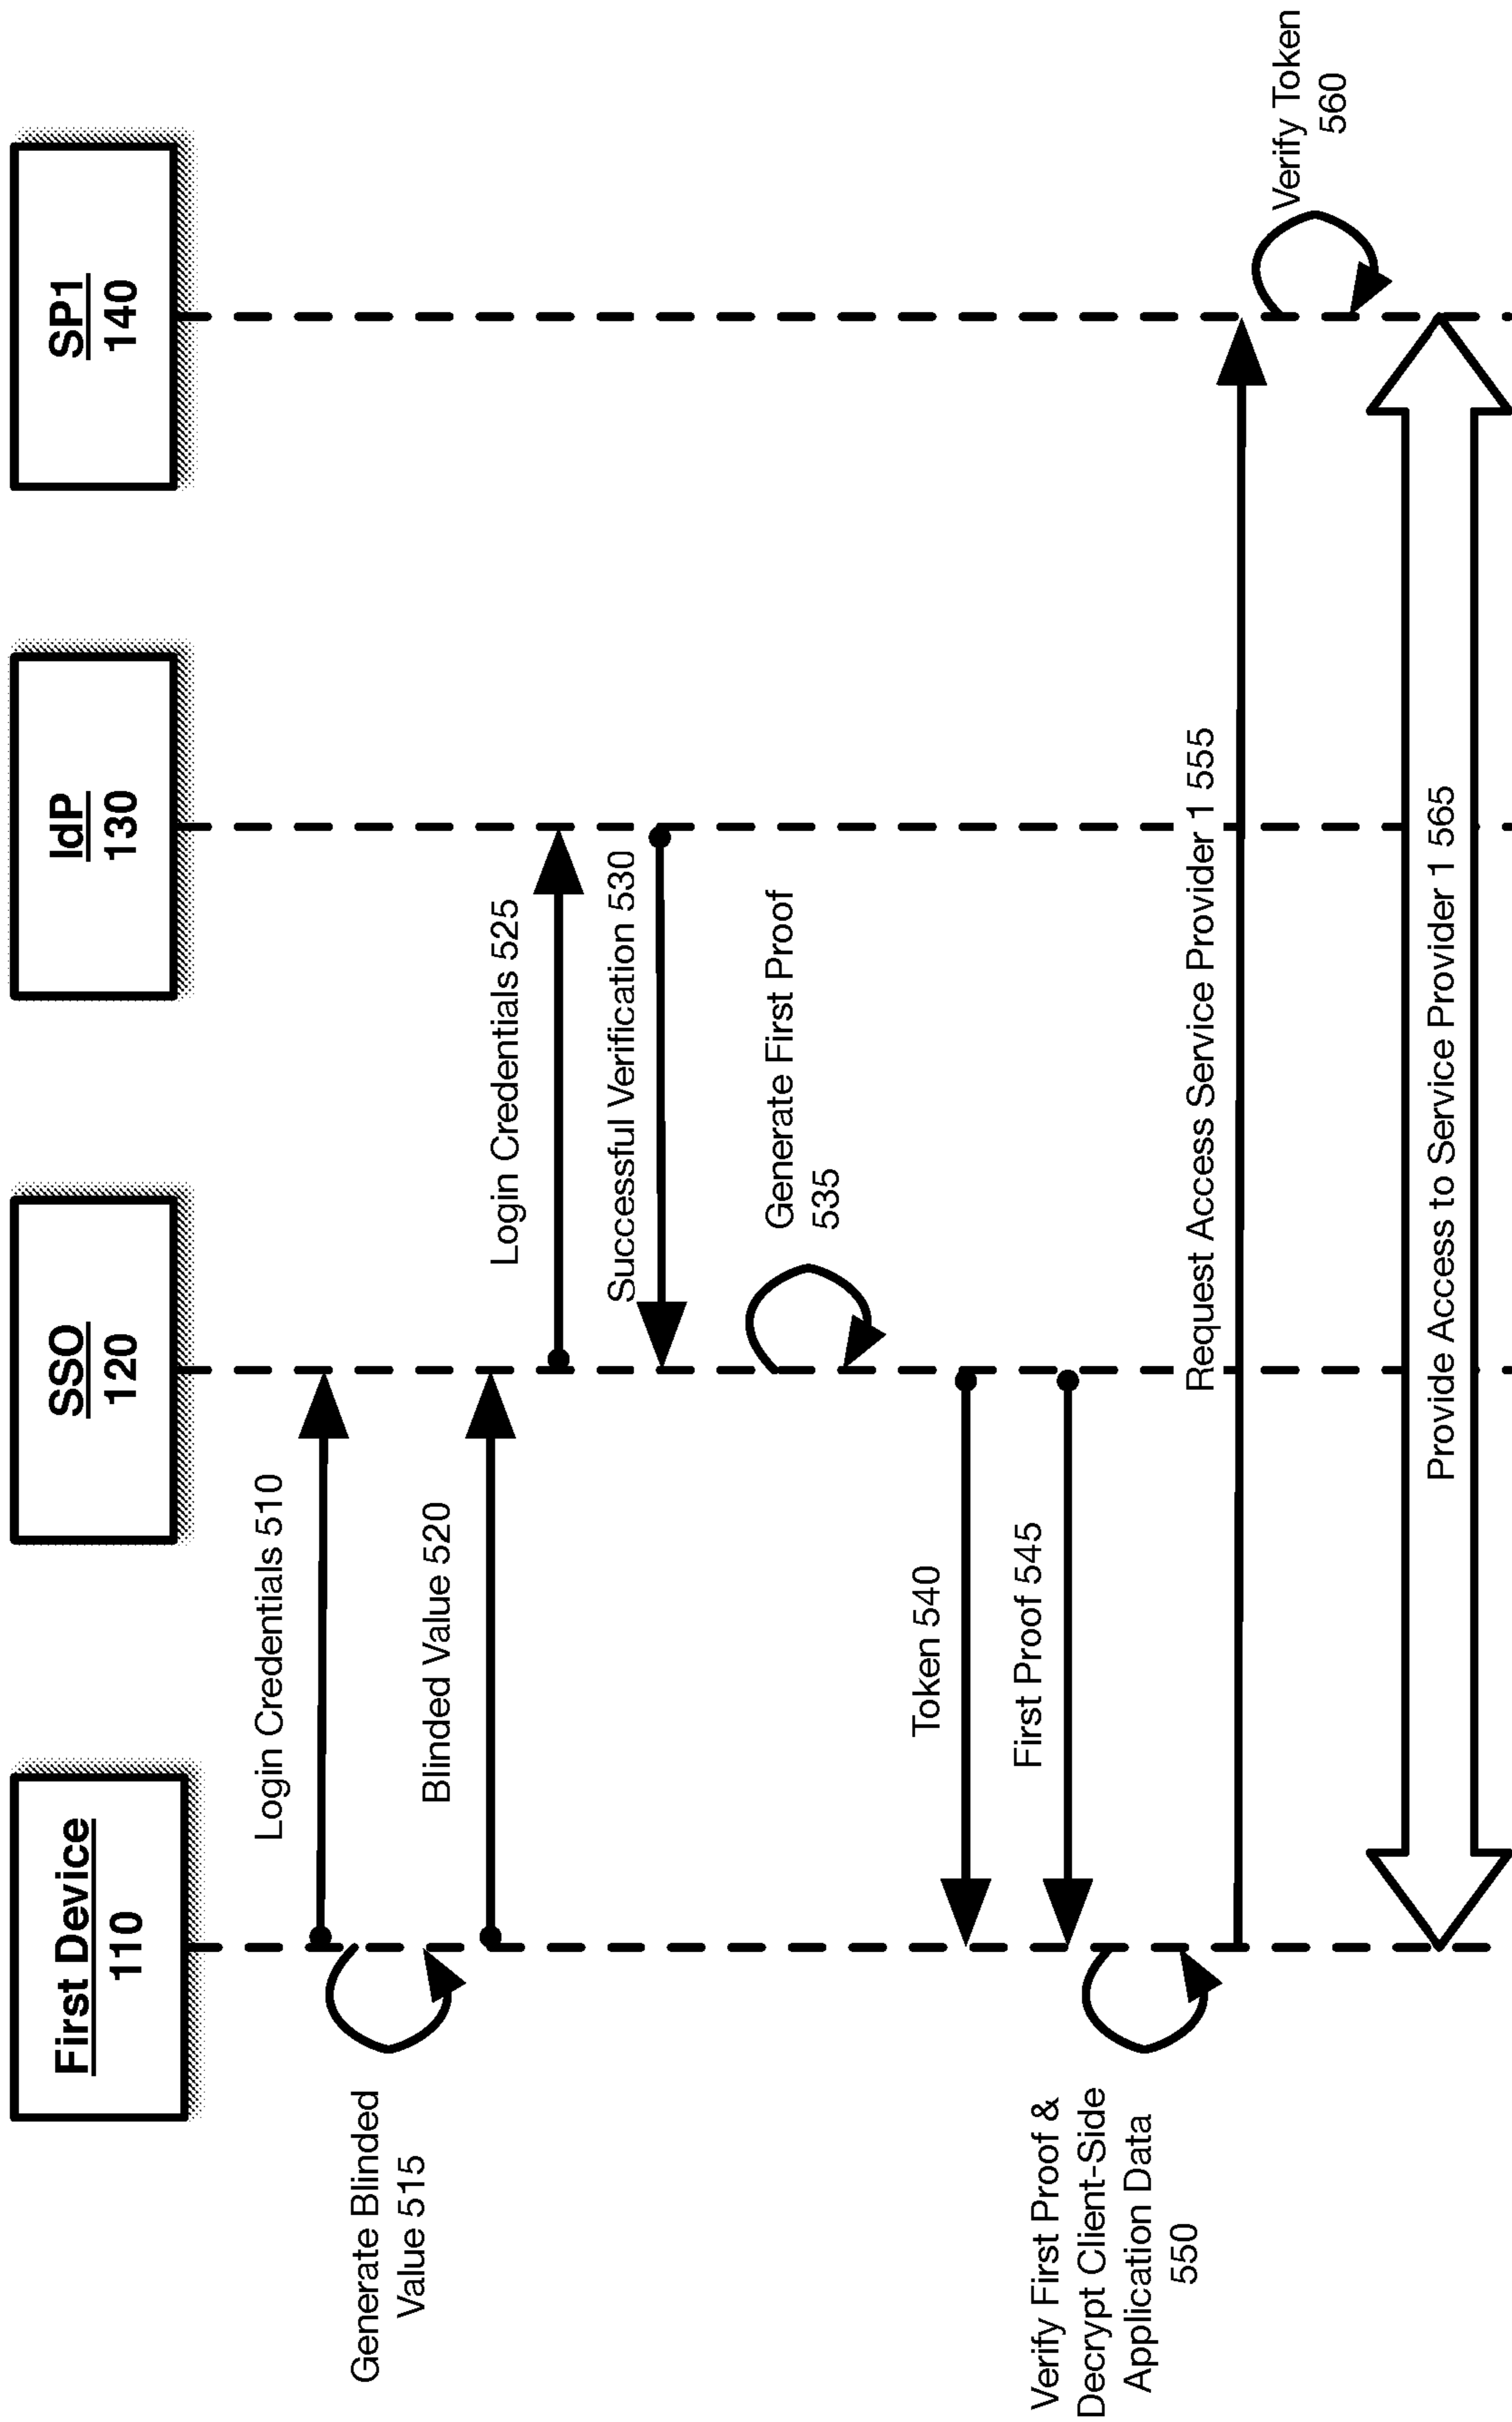 First Device
110
SSO
120
IdP
130
SP1
140
Login Credentials 510
Generate Blinded
Value 515
Blinded Value 520
Login Credentials 525
Successful Verification 530
Generate First Proof
535
Token 540
First Proof 545
Verify First Proof &
Decrypt Client-Side
Application Data
550
Request Access Service Provider 1 555
Verify Token
560
Provide Access to Service Provider 1 565